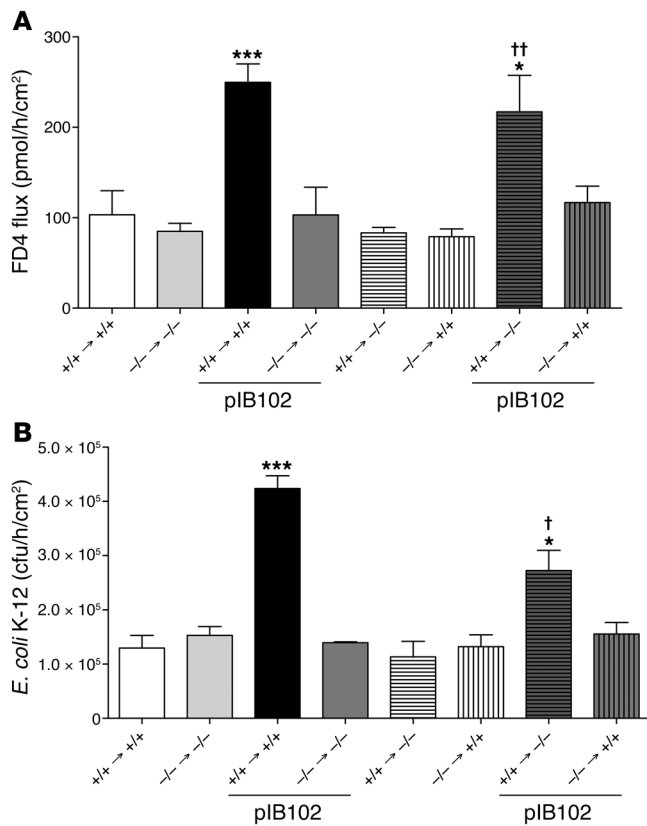 A
FD4 flux (pmol/h/cm²)
300
200
100
0
***
††
*
+/+ → +/+
−/− → −/−
+/+ → +/+
−/− → −/−
+/+ → −/−
−/− → +/+
+/+ → −/−
−/− → +/+
pIB102
pIB102
B
E. coli K-12 (cfu/h/cm²)
5.0 × 10⁵
4.0 × 10⁵
3.0 × 10⁵
2.0 × 10⁵
1.0 × 10⁵
0
***
†
*
+/+ → +/+
−/− → −/−
+/+ → +/+
−/− → −/−
+/+ → −/−
−/− → +/+
+/+ → −/−
−/− → +/+
pIB102
pIB102